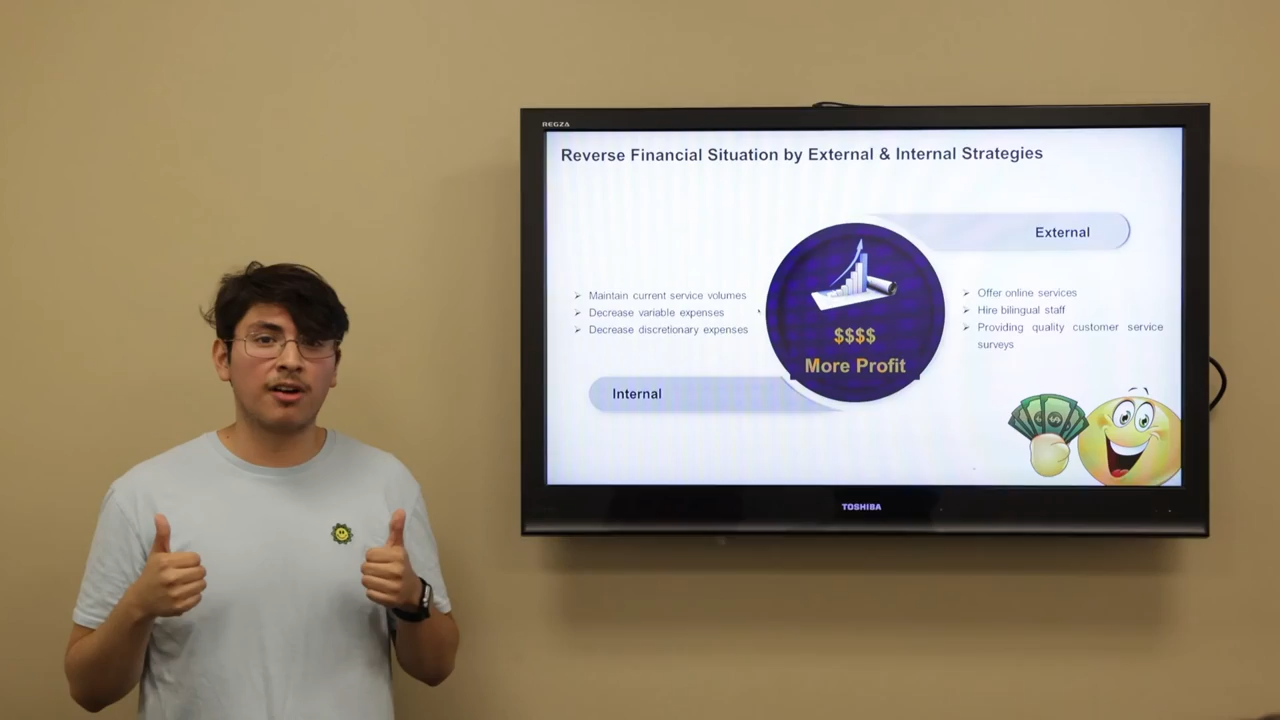 REGZA
Reverse Financial Situation by External & Internal Strategies
External
Maintain current service volumes
Decrease variable expenses
Decrease discretionary expenses
$$$$
More Profit
Offer online services
Hire bilingual staff
Providing quality customer service
surveys
Internal
TOSHIBA